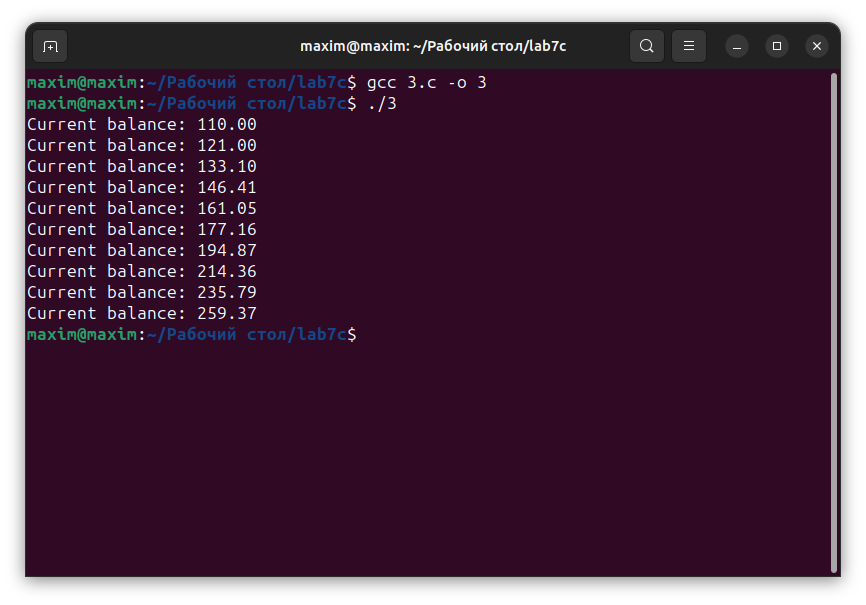 maxim@maxim: ~/Рабочий стол/lab7c
maxim@maxim:~/Рабочий стол/lab7c$ gcc 3.c -o 3
maxim@maxim:~/Рабочий стол/lab7c$ ./3
Current balance: 110.00
Current balance: 121.00
Current balance: 133.10
Current balance: 146.41
Current balance: 161.05
Current balance: 177.16
Current balance: 194.87
Current balance: 214.36
Current balance: 235.79
Current balance: 259.37
maxim@maxim:~/Рабочий стол/lab7c$